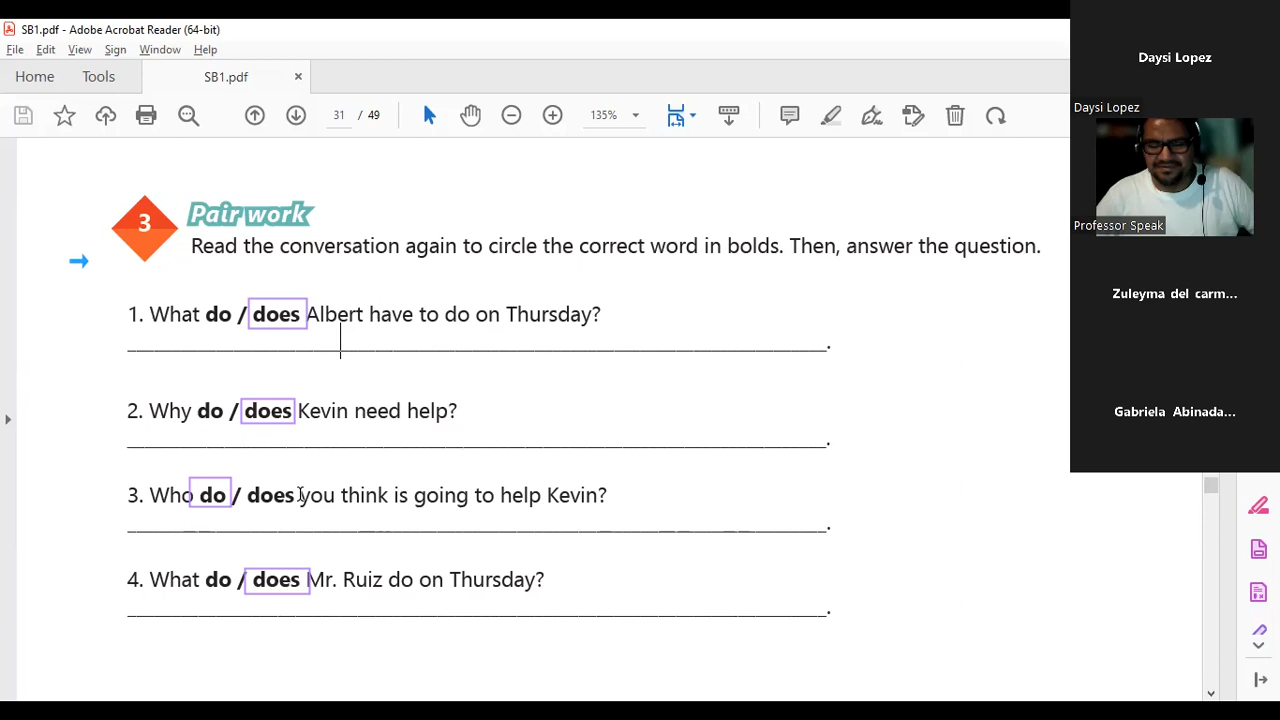 SB1.pdf - Adobe Acrobat Reader (64-bit)
File Edit View Sign Window Help
Home Tools SB1.pdf ×
31 / 49 135%
Daysi Lopez
Daysi Lopez
Professor Speak
Zuleyma del carm...
Gabriela Abinada...
3 Pair work
Read the conversation again to circle the correct word in bolds. Then, answer the question.
1. What do / does Albert have to do on Thursday?
.
2. Why do / does Kevin need help?
.
3. Who do / does you think is going to help Kevin?
.
4. What do / does Mr. Ruiz do on Thursday?
.